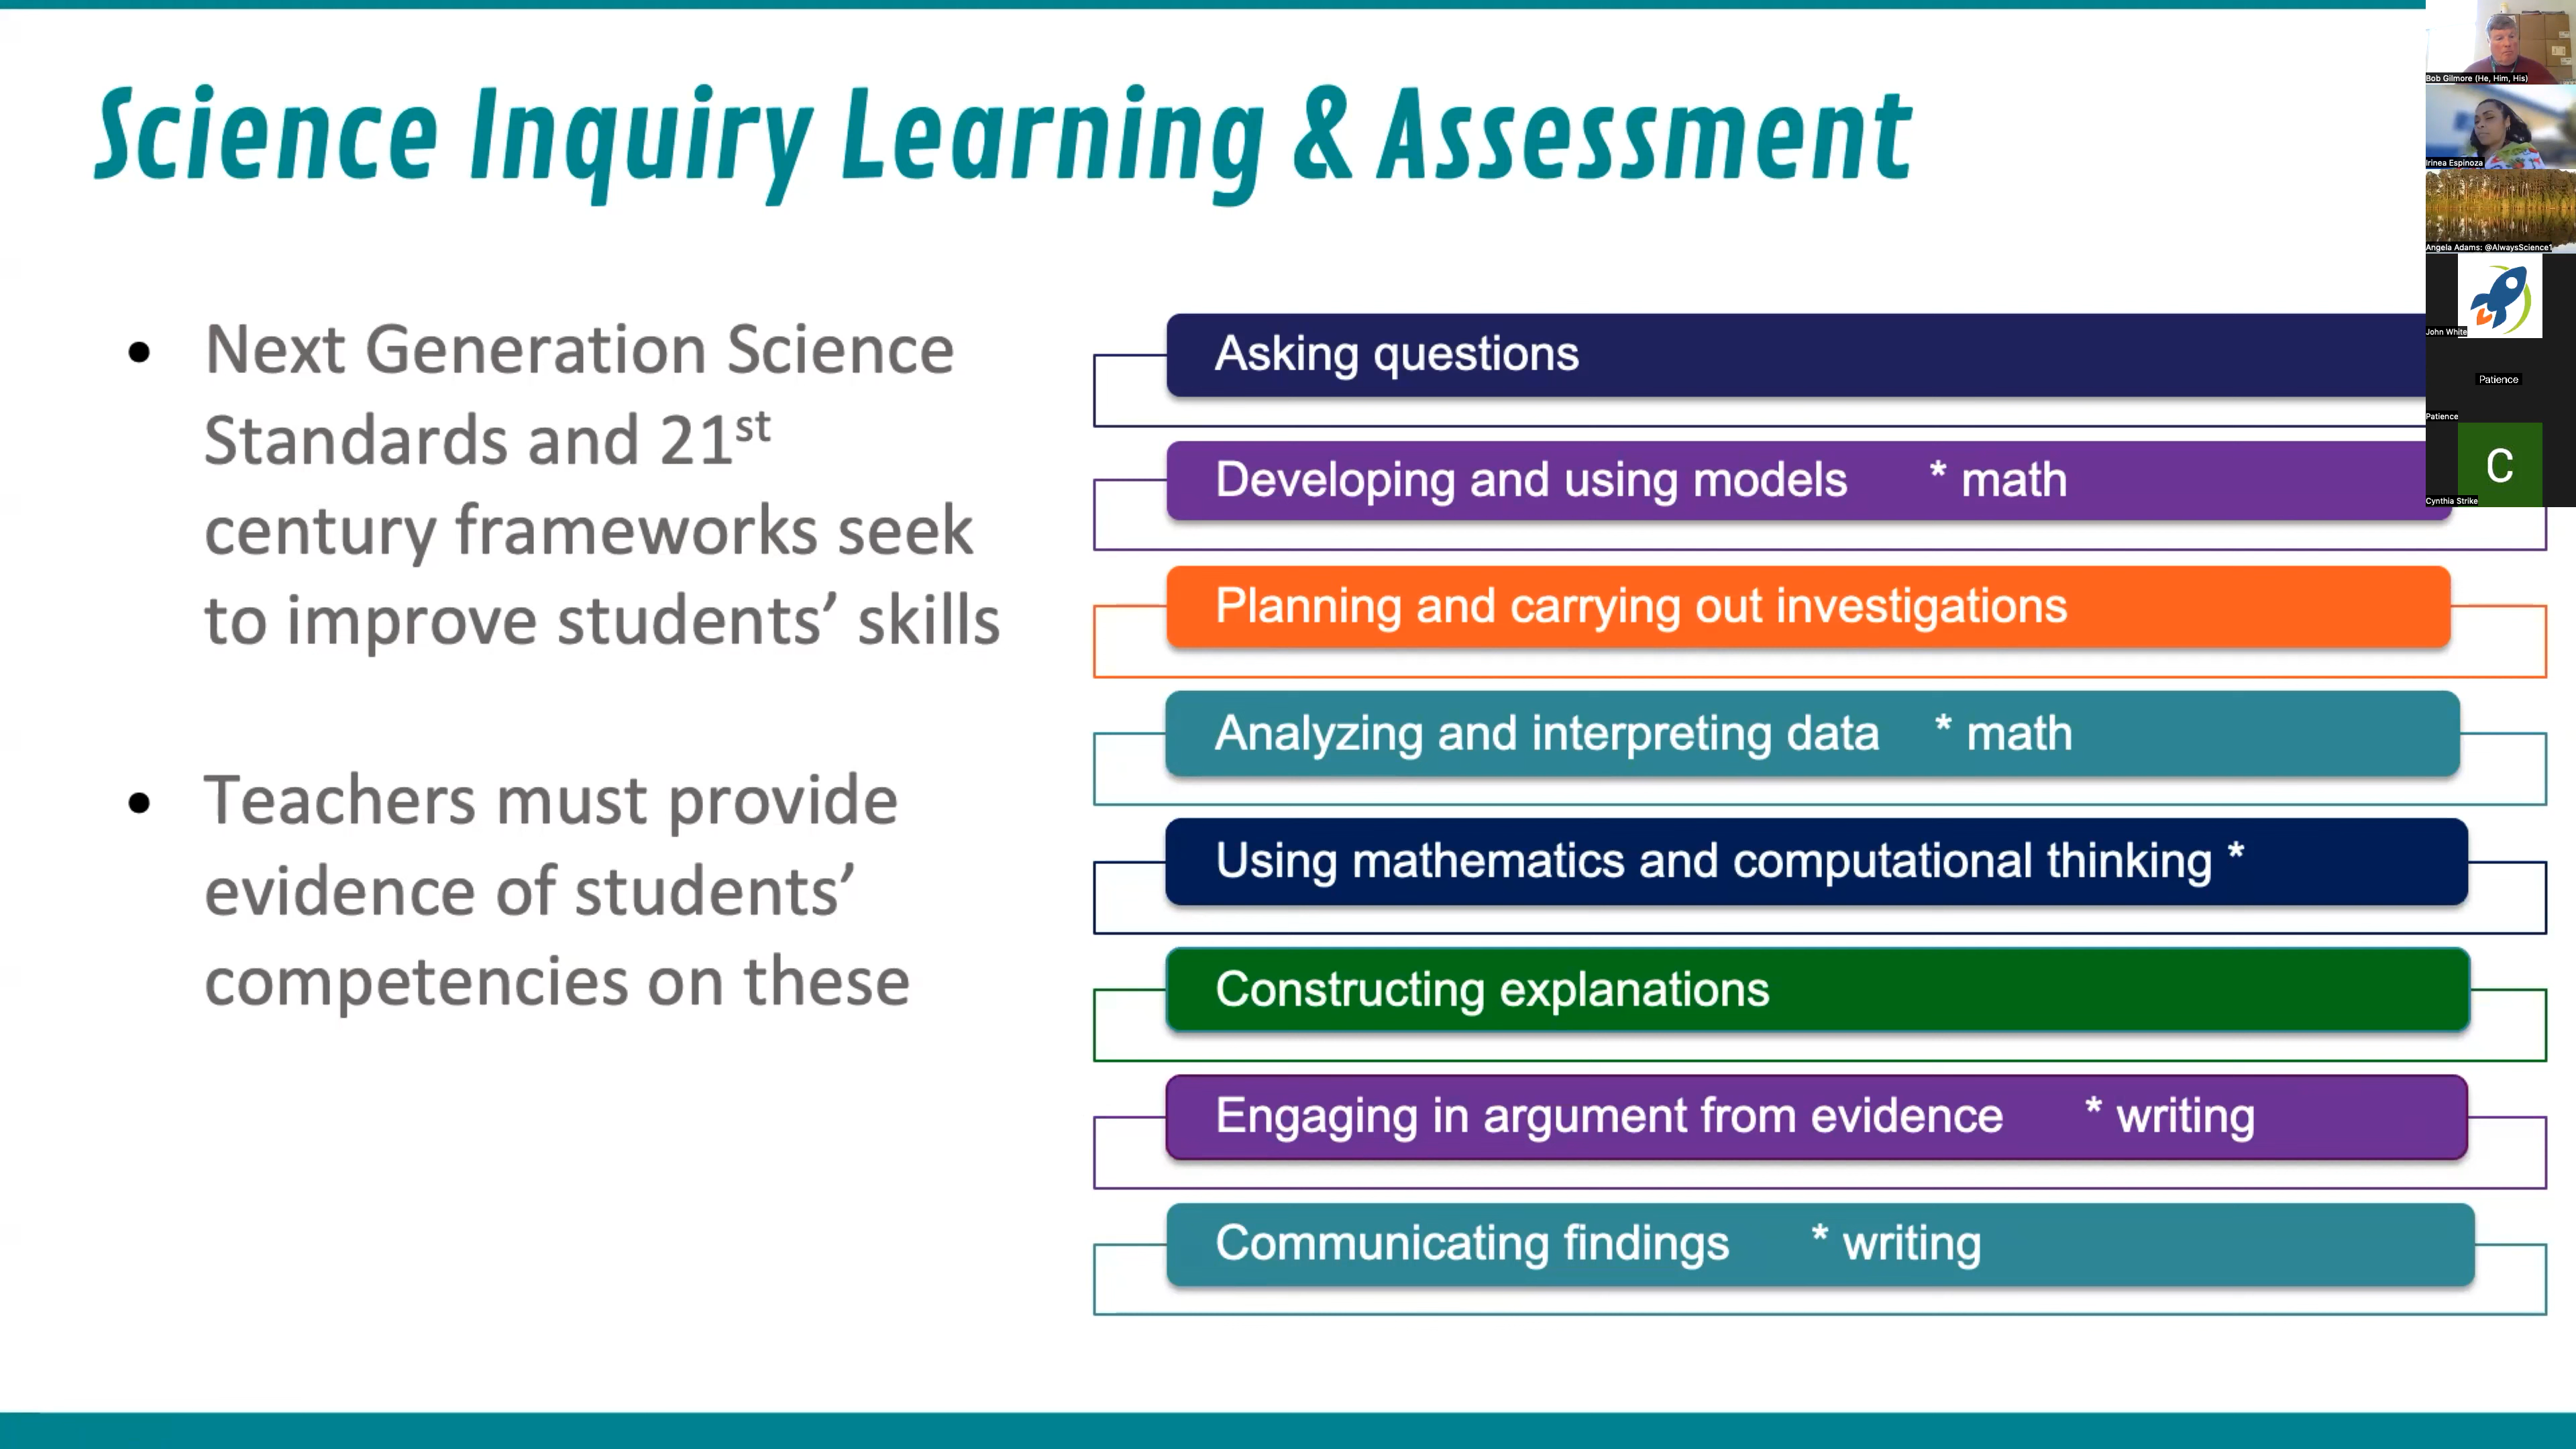 Science Inquiry Learning & Assessment
• Next Generation Science
Standards and 21st
century frameworks seek
to improve students’ skills
• Teachers must provide
evidence of students’
competencies on these
Asking questions
Developing and using models * math
Planning and carrying out investigations
Analyzing and interpreting data * math
Using mathematics and computational thinking *
Constructing explanations
Engaging in argument from evidence * writing
Communicating findings * writing
Bob Gilmore (He, Him, His)
Irinea Espinoza
Angela Adams: @AlwaysScience1
John White
Patience
Patience
C
Cynthia Strike